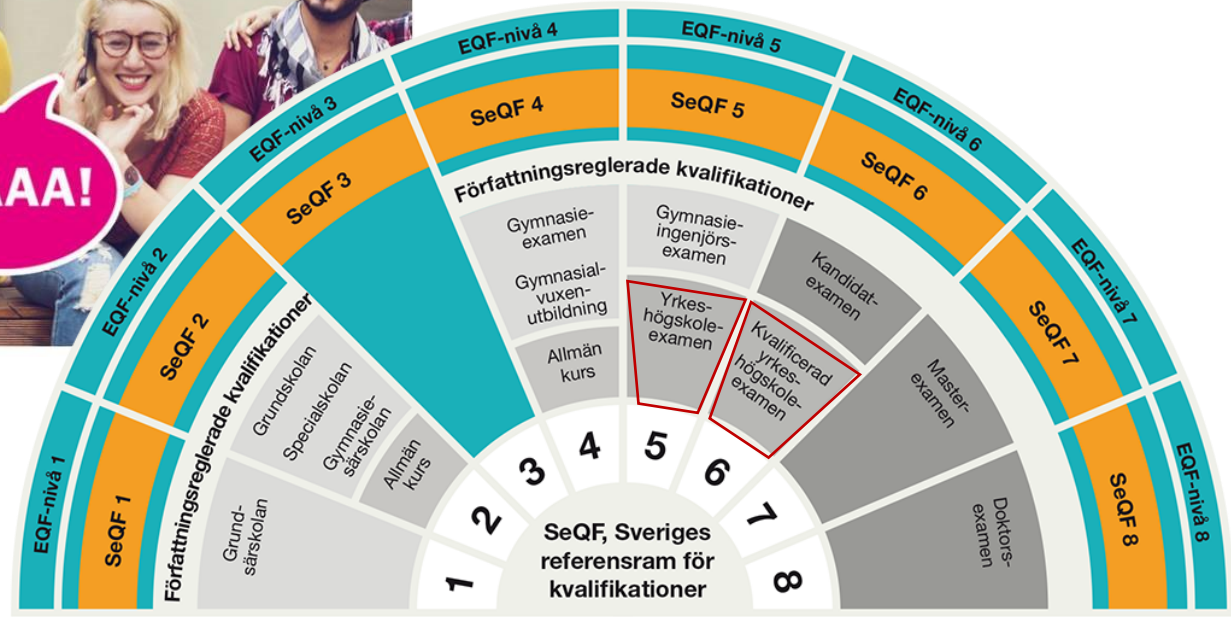 AAA!
EQF-nivå 1
EQF-nivå 2
EQF-nivå 3
EQF-nivå 4
EQF-nivå 5
EQF-nivå 6
EQF-nivå 7
EQF-nivå 8
SeQF 1
SeQF 2
SeQF 3
SeQF 4
SeQF 5
SeQF 6
SeQF 7
SeQF 8
Författningsreglerade kvalifikationer
Författningsreglerade kvalifikationer
Grund-
särskolan
Grundskolan
Specialskolan
Gymnasie-
särskolan
Allmän
kurs
Gymnasie-
examen
Gymnasial-
vuxen-
utbildning
Allmän
kurs
Gymnasie-
ingenjörs-
examen
Yrkes-
högskole-
examen
Kandidat-
examen
Kvalificerad
yrkes-
högskole-
examen
Master-
examen
Doktors-
examen
1
2
3
4
5
6
7
8
SeQF, Sveriges
referensram för
kvalifikationer